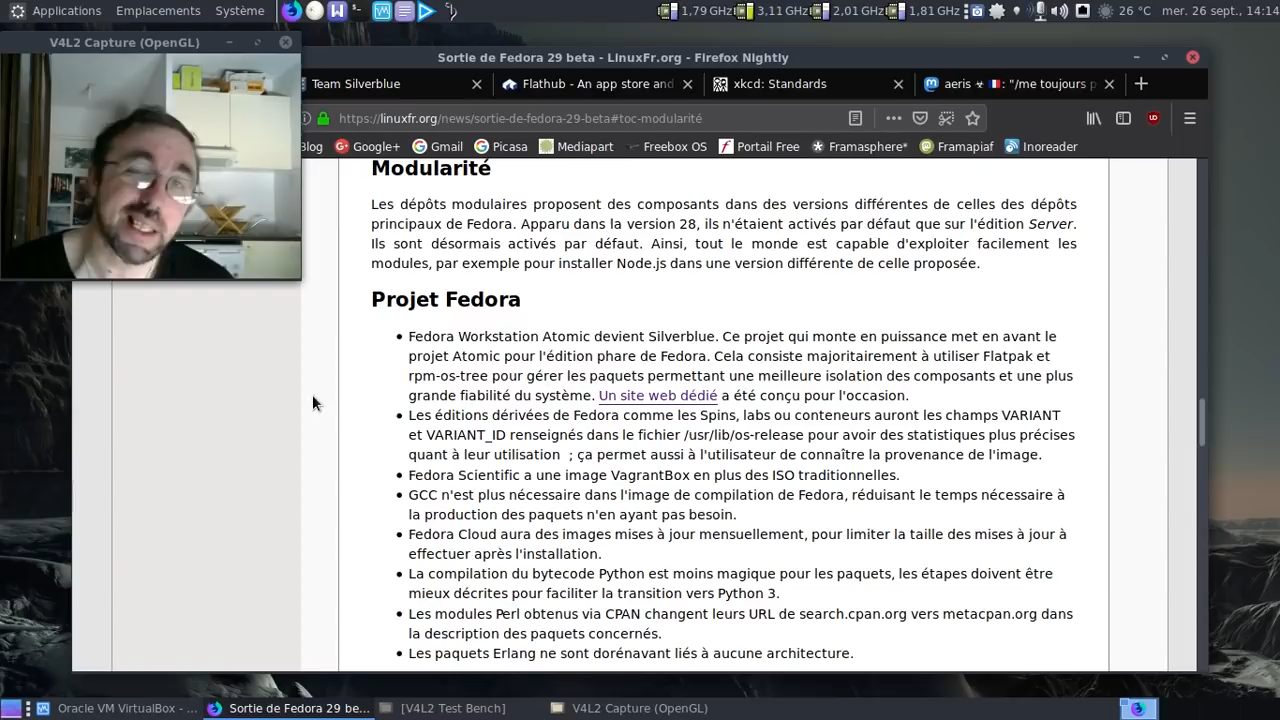 Applications Emplacements Système 1,79 GHz 3,11 GHz 2,01 GHz 1,81 GHz 26 °C mer. 26 sept., 14:14
V4L2 Capture (OpenGL)
Sortie de Fedora 29 beta - LinuxFr.org - Firefox Nightly
Team Silverblue Flathub - An app store and xkcd: Standards aeris : "/me toujours p
https://linuxfr.org/news/sortie-de-fedora-29-beta#toc-modularité
Blog Google+ Gmail Picasa Mediapart Freebox OS Portail Free Framasphere* Framapiaf Inoreader
Modularité
Les dépôts modulaires proposent des composants dans des versions différentes de celles des dépôts
principaux de Fedora. Apparu dans la version 28, ils n'étaient activés par défaut que sur l'édition Server.
Ils sont désormais activés par défaut. Ainsi, tout le monde est capable d'exploiter facilement les
modules, par exemple pour installer Node.js dans une version différente de celle proposée.
Projet Fedora
• Fedora Workstation Atomic devient Silverblue. Ce projet qui monte en puissance met en avant le
projet Atomic pour l'édition phare de Fedora. Cela consiste majoritairement à utiliser Flatpak et
rpm-os-tree pour gérer les paquets permettant une meilleure isolation des composants et une plus
grande fiabilité du système. Un site web dédié a été conçu pour l'occasion.
• Les éditions dérivées de Fedora comme les Spins, labs ou conteneurs auront les champs VARIANT
et VARIANT_ID renseignés dans le fichier /usr/lib/os-release pour avoir des statistiques plus précises
quant à leur utilisation ; ça permet aussi à l'utilisateur de connaître la provenance de l'image.
• Fedora Scientific a une image VagrantBox en plus des ISO traditionnelles.
• GCC n'est plus nécessaire dans l'image de compilation de Fedora, réduisant le temps nécessaire à
la production des paquets n'en ayant pas besoin.
• Fedora Cloud aura des images mises à jour mensuellement, pour limiter la taille des mises à jour à
effectuer après l'installation.
• La compilation du bytecode Python est moins magique pour les paquets, les étapes doivent être
mieux décrites pour faciliter la transition vers Python 3.
• Les modules Perl obtenus via CPAN changent leurs URL de search.cpan.org vers metacpan.org dans
la description des paquets concernés.
• Les paquets Erlang ne sont dorénavant liés à aucune architecture.
Oracle VM VirtualBox - ... Sortie de Fedora 29 be... [V4L2 Test Bench] V4L2 Capture (OpenGL)